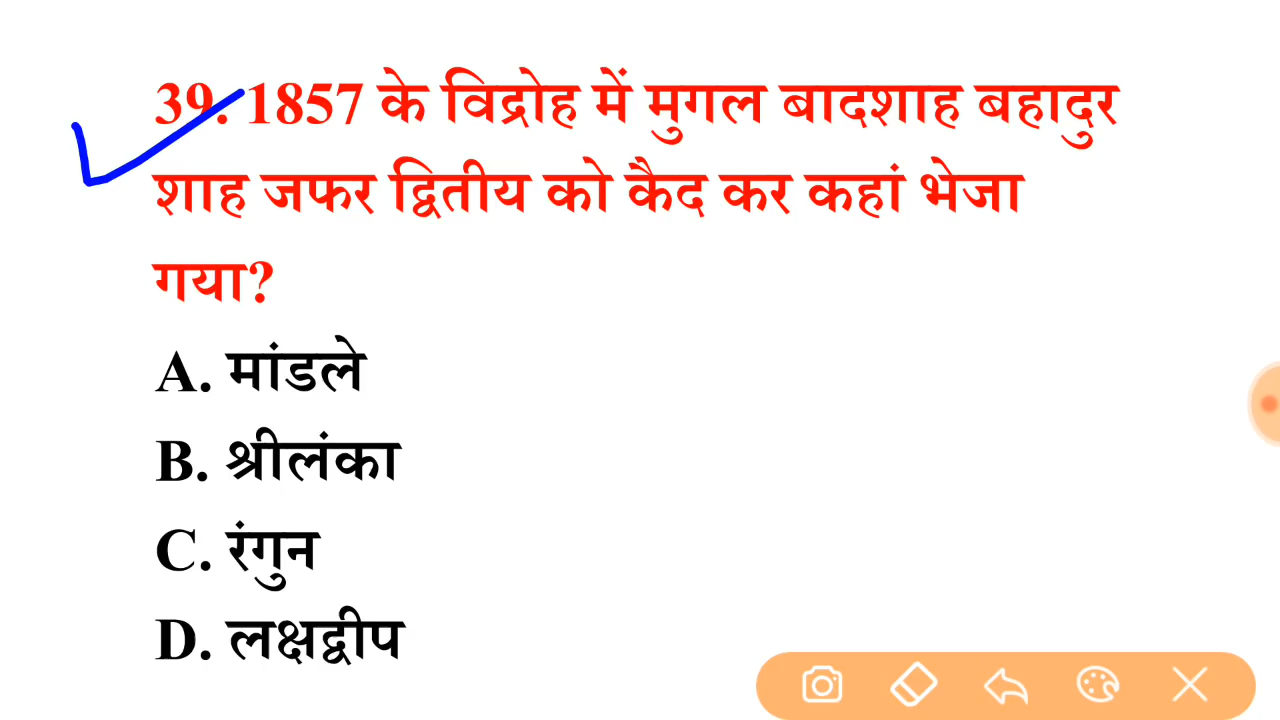 39. 1857 के विद्रोह में मुगल बादशाह बहादुर
शाह जफर द्वितीय को कैद कर कहां भेजा
गया?
A. मांडले
B. श्रीलंका
C. रंगुन
D. लक्षद्वीप